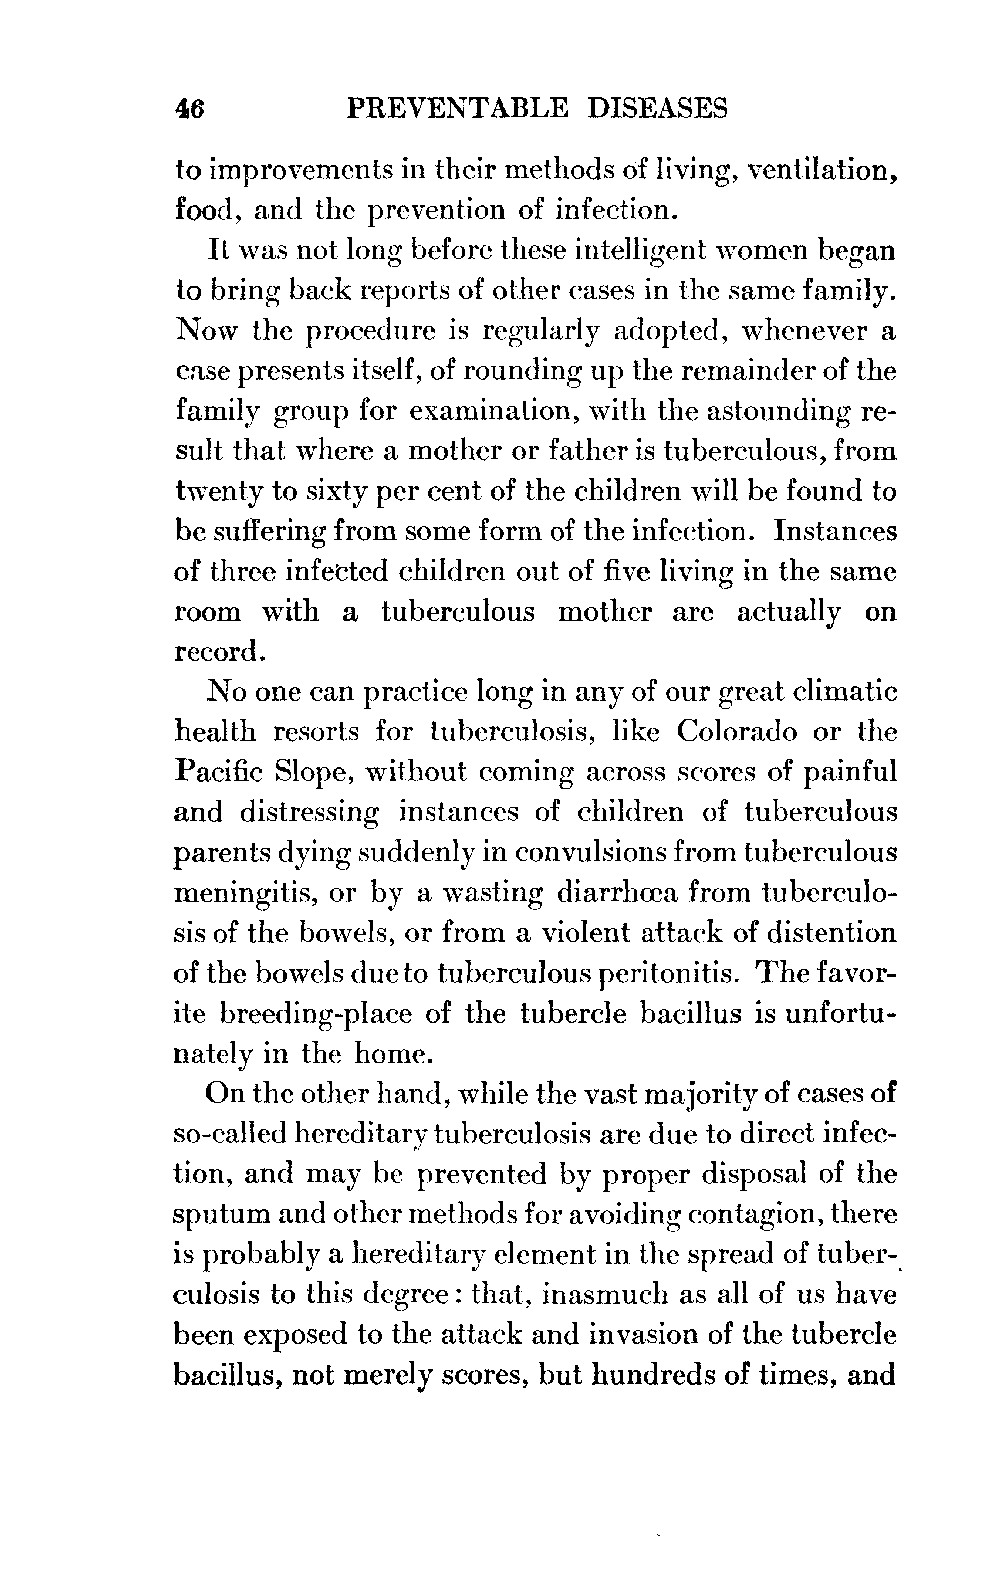 46 PREVENTABLE DISEASES
to improvements in their methods of living, ventilation,
food, and the prevention of infection.
It was not long before these intelligent women began
to bring back reports of other cases in the same family.
Now the procedure is regularly adopted, whenever a
case presents itself, of rounding up the remainder of the
family group for examination, with the astounding re-
sult that where a mother or father is tuberculous, from
twenty to sixty per cent of the children will be found to
be suffering from some form of the infection. Instances
of three infected children out of five living in the same
room with a tuberculous mother are actually on
record.
No one can practice long in any of our great climatic
health resorts for tuberculosis, like Colorado or the
Pacific Slope, without coming across scores of painful
and distressing instances of children of tuberculous
parents dying suddenly in convulsions from tuberculous
meningitis, or by a wasting diarrhœa from tuberculo-
sis of the bowels, or from a violent attack of distention
of the bowels due to tuberculous peritonitis. The favor-
ite breeding-place of the tubercle bacillus is unfortu-
nately in the home.
On the other hand, while the vast majority of cases of
so-called hereditary tuberculosis are due to direct infec-
tion, and may be prevented by proper disposal of the
sputum and other methods for avoiding contagion, there
is probably a hereditary element in the spread of tuber-
culosis to this degree: that, inasmuch as all of us have
been exposed to the attack and invasion of the tubercle
bacillus, not merely scores, but hundreds of times, and